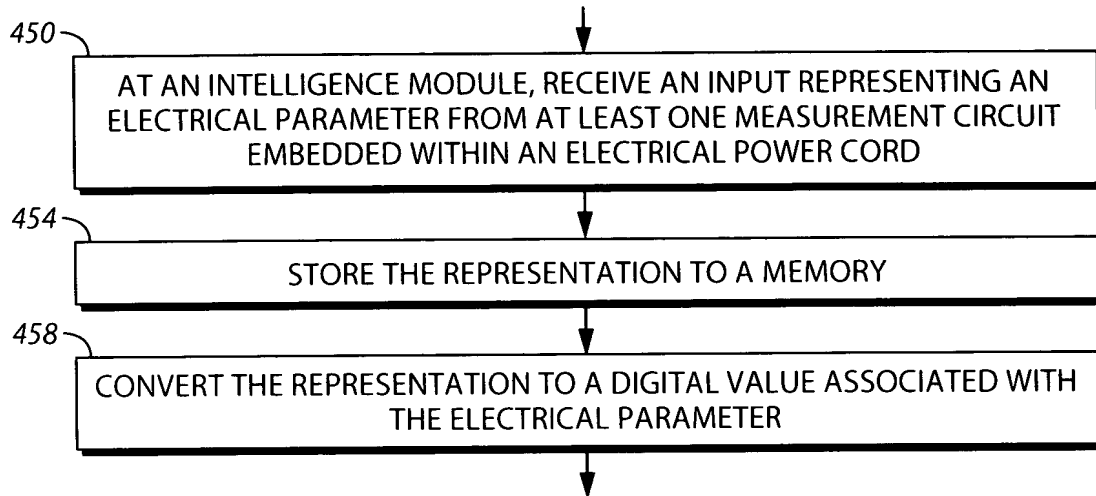 450
AT AN INTELLIGENCE MODULE, RECEIVE AN INPUT REPRESENTING AN
ELECTRICAL PARAMETER FROM AT LEAST ONE MEASUREMENT CIRCUIT
EMBEDDED WITHIN AN ELECTRICAL POWER CORD
454
STORE THE REPRESENTATION TO A MEMORY
458
CONVERT THE REPRESENTATION TO A DIGITAL VALUE ASSOCIATED WITH
THE ELECTRICAL PARAMETER